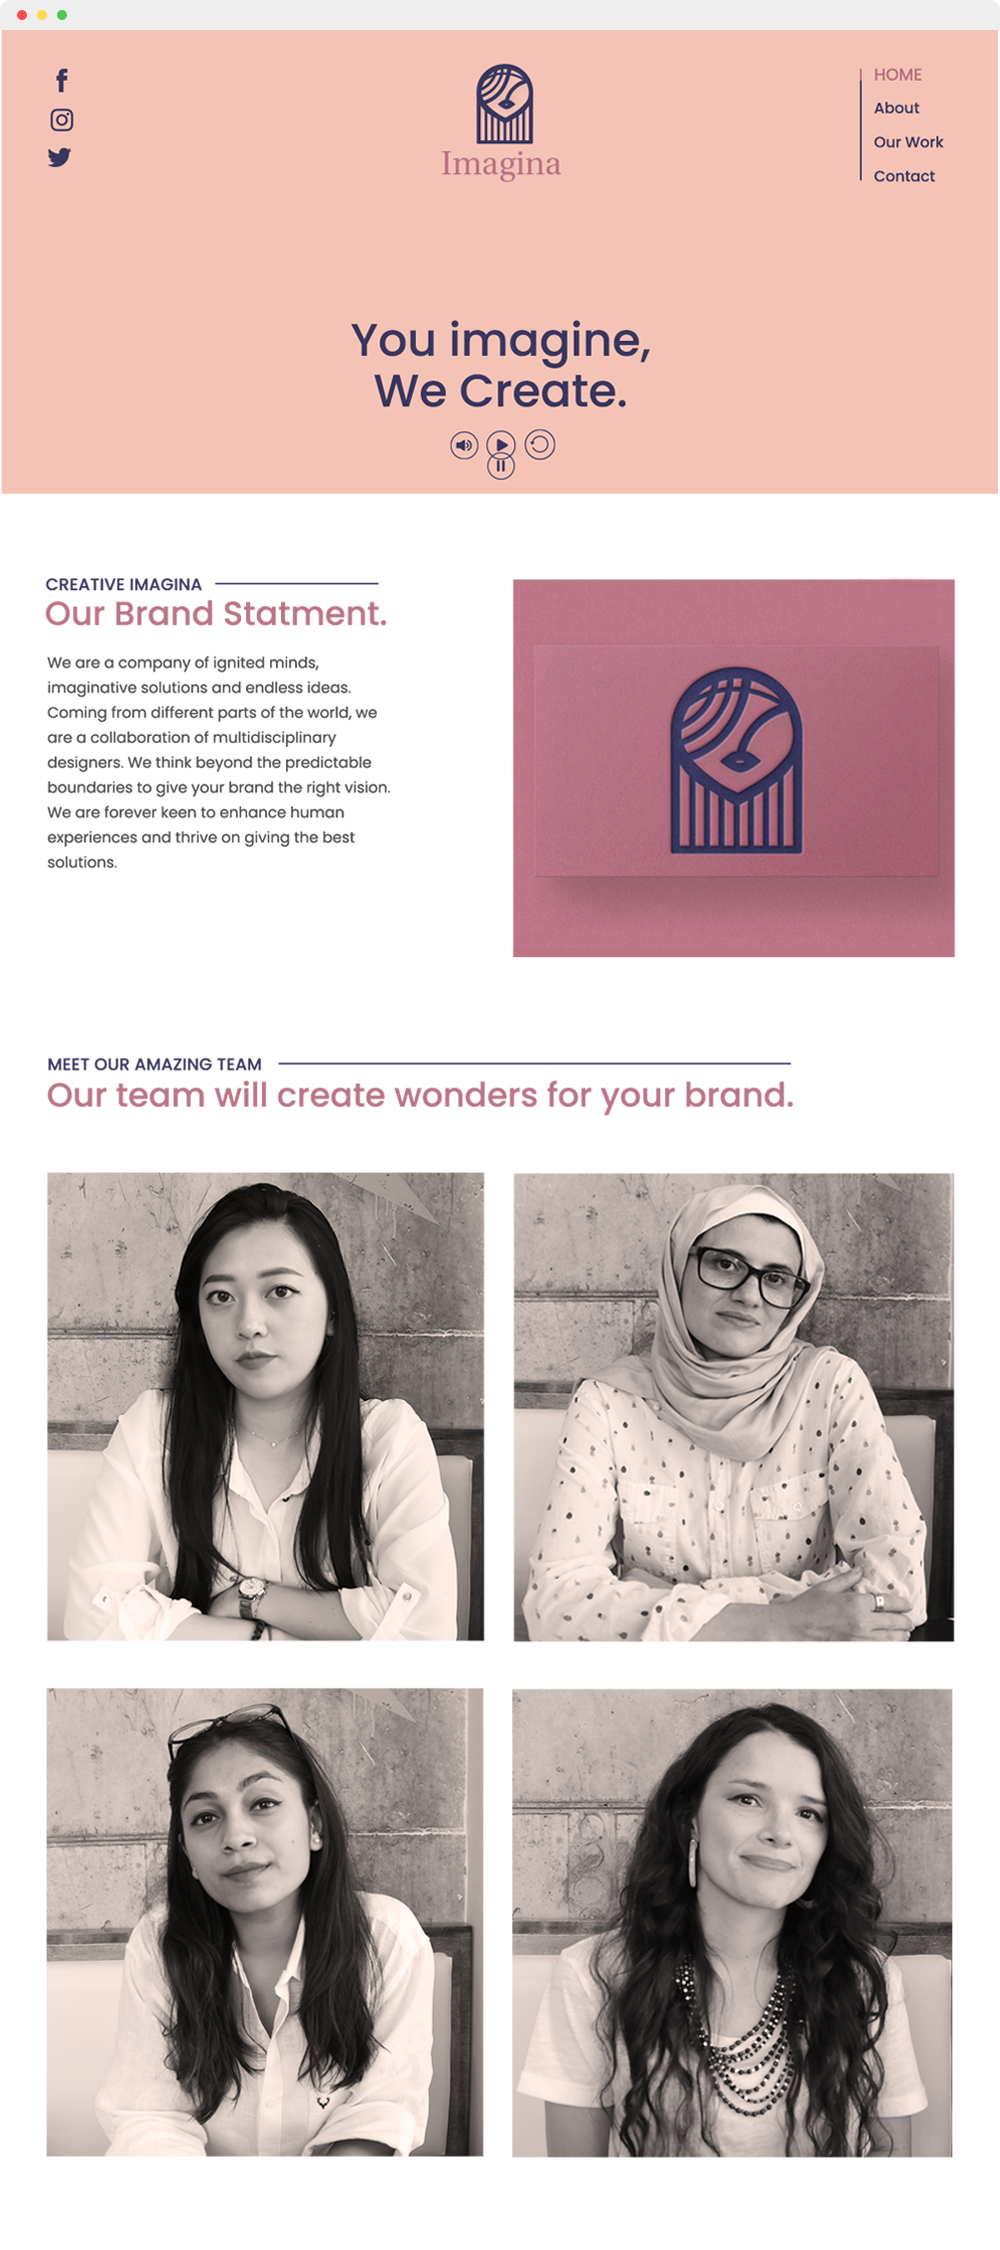 HOME
About
Our Work
Contact
Imagina
You imagine,
We Create.
CREATIVE IMAGINA
Our Brand Statment.
We are a company of ignited minds,
imaginative solutions and endless ideas.
Coming from different parts of the world, we
are a collaboration of multidisciplinary
designers. We think beyond the predictable
boundaries to give your brand the right vision.
We are forever keen to enhance human
experiences and thrive on giving the best
solutions.
MEET OUR AMAZING TEAM
Our team will create wonders for your brand.